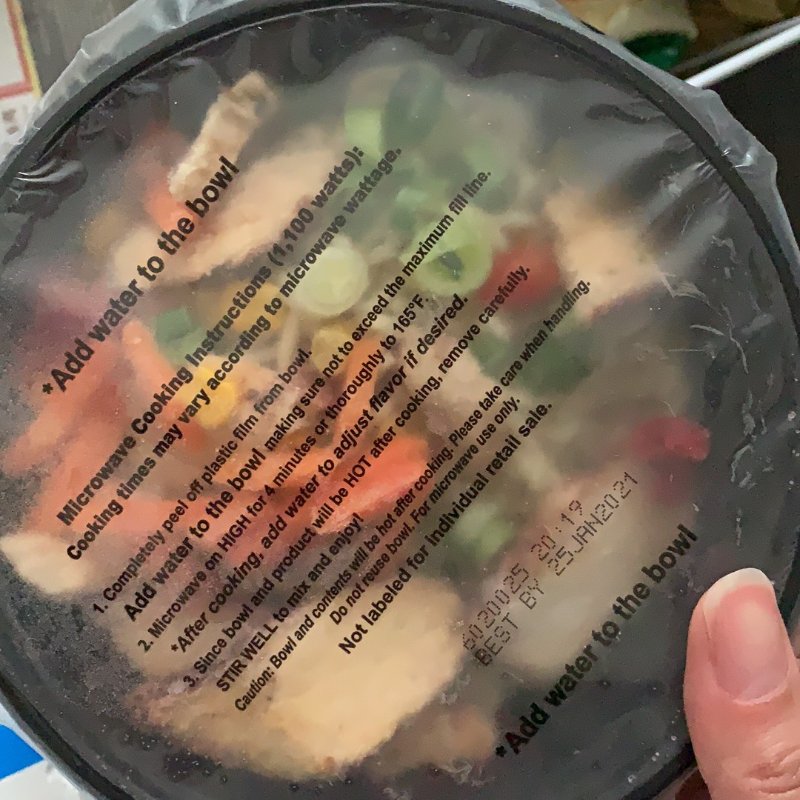 *Add water to the bowl
Microwave Cooking Instructions (1,100 watts):
Cooking times may vary according to microwave wattage.
1. Completely peel off plastic film from bowl.
Add water to the bowl making sure not to exceed the maximum fill line.
2. Microwave on HIGH for 4 minutes or thoroughly to 165°F.
*After cooking, add water to adjust flavor if desired.
3. Since bowl and product will be HOT after cooking, remove carefully.
STIR WELL to mix and enjoy!
Caution: Bowl and contents will be hot after cooking. Please take care when handling.
Do not reuse bowl. For microwave use only.
Not labeled for individual retail sale.
6020025 20:19
BEST BY 25JAN2021
*Add water to the bowl